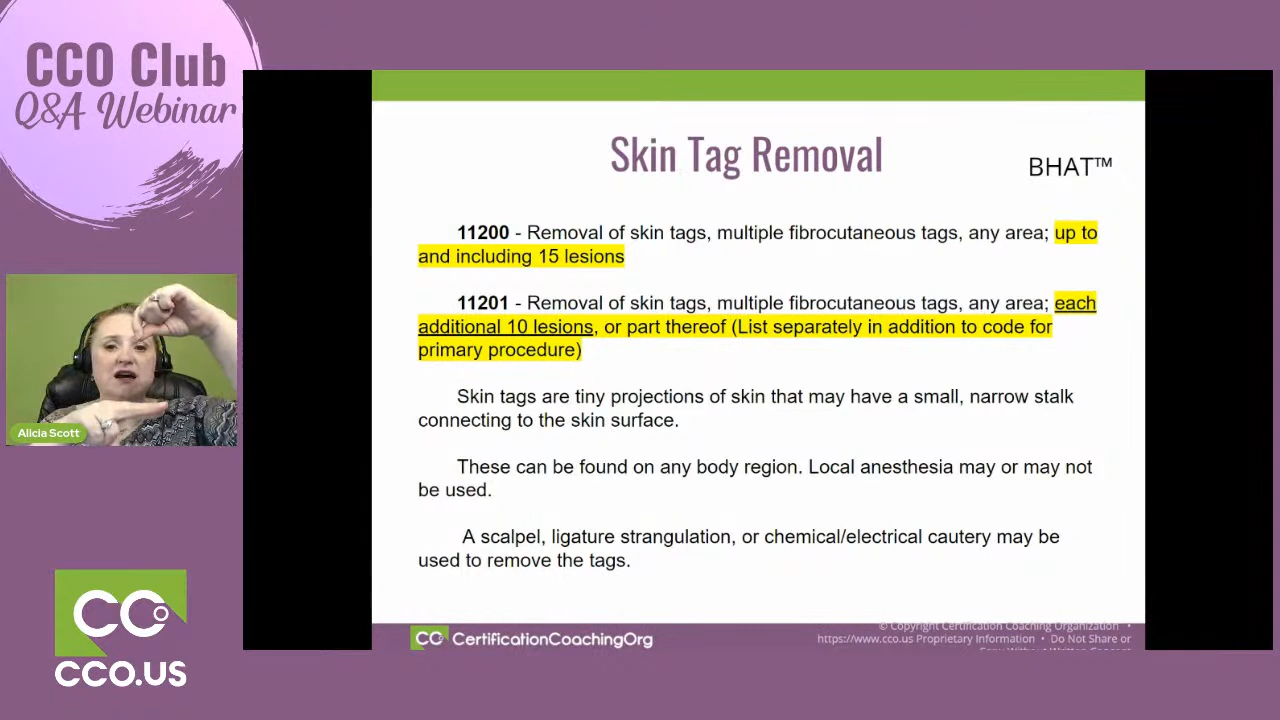 CCO Club
Q&A Webinar
Alicia Scott
CCO
CCO.US
Skin Tag Removal
BHAT™
11200 - Removal of skin tags, multiple fibrocutaneous tags, any area; up to
and including 15 lesions
11201 - Removal of skin tags, multiple fibrocutaneous tags, any area; each
additional 10 lesions, or part thereof (List separately in addition to code for
primary procedure)
Skin tags are tiny projections of skin that may have a small, narrow stalk
connecting to the skin surface.
These can be found on any body region. Local anesthesia may or may not
be used.
A scalpel, ligature strangulation, or chemical/electrical cautery may be
used to remove the tags.
CCO CertificationCoachingOrg
© Copyright Certification Coaching Organization •
https://www.cco.us Proprietary Information • Do Not Share or